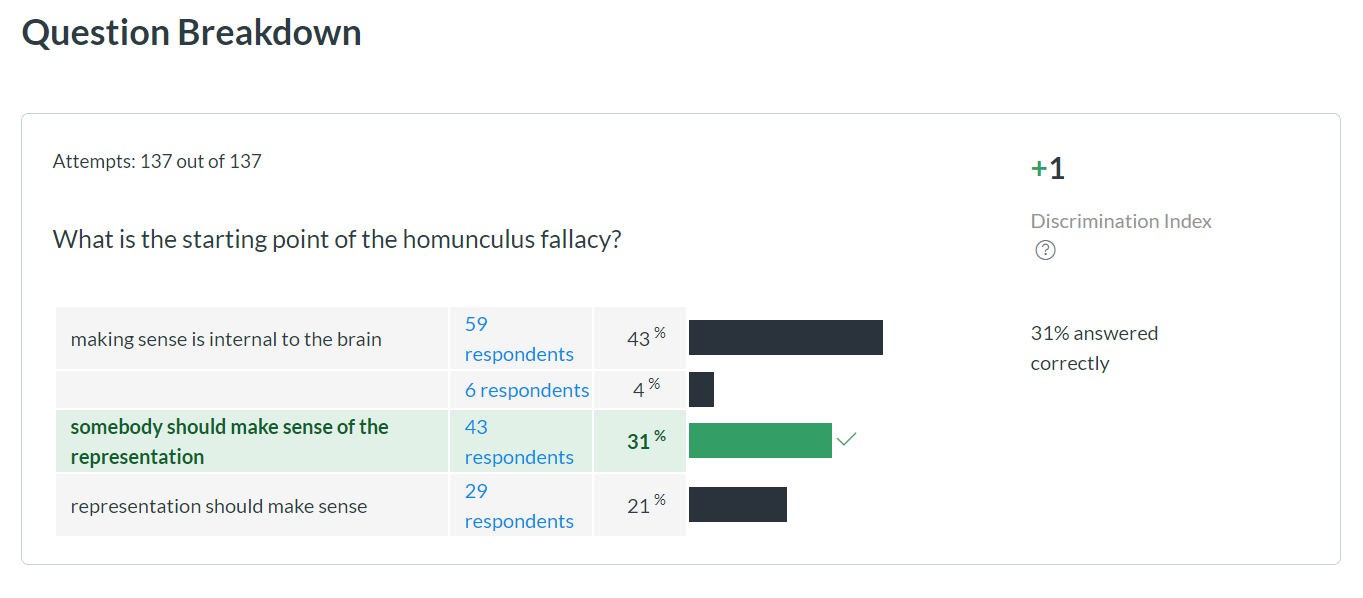 Question Breakdown
Attempts: 137 out of 137
+1
Discrimination Index
?
What is the starting point of the homunculus fallacy?
making sense is internal to the brain
59
respondents
43 %
31% answered
correctly
6 respondents
4 %
somebody should make sense of the
representation
43
respondents
31 %
representation should make sense
29
respondents
21 %